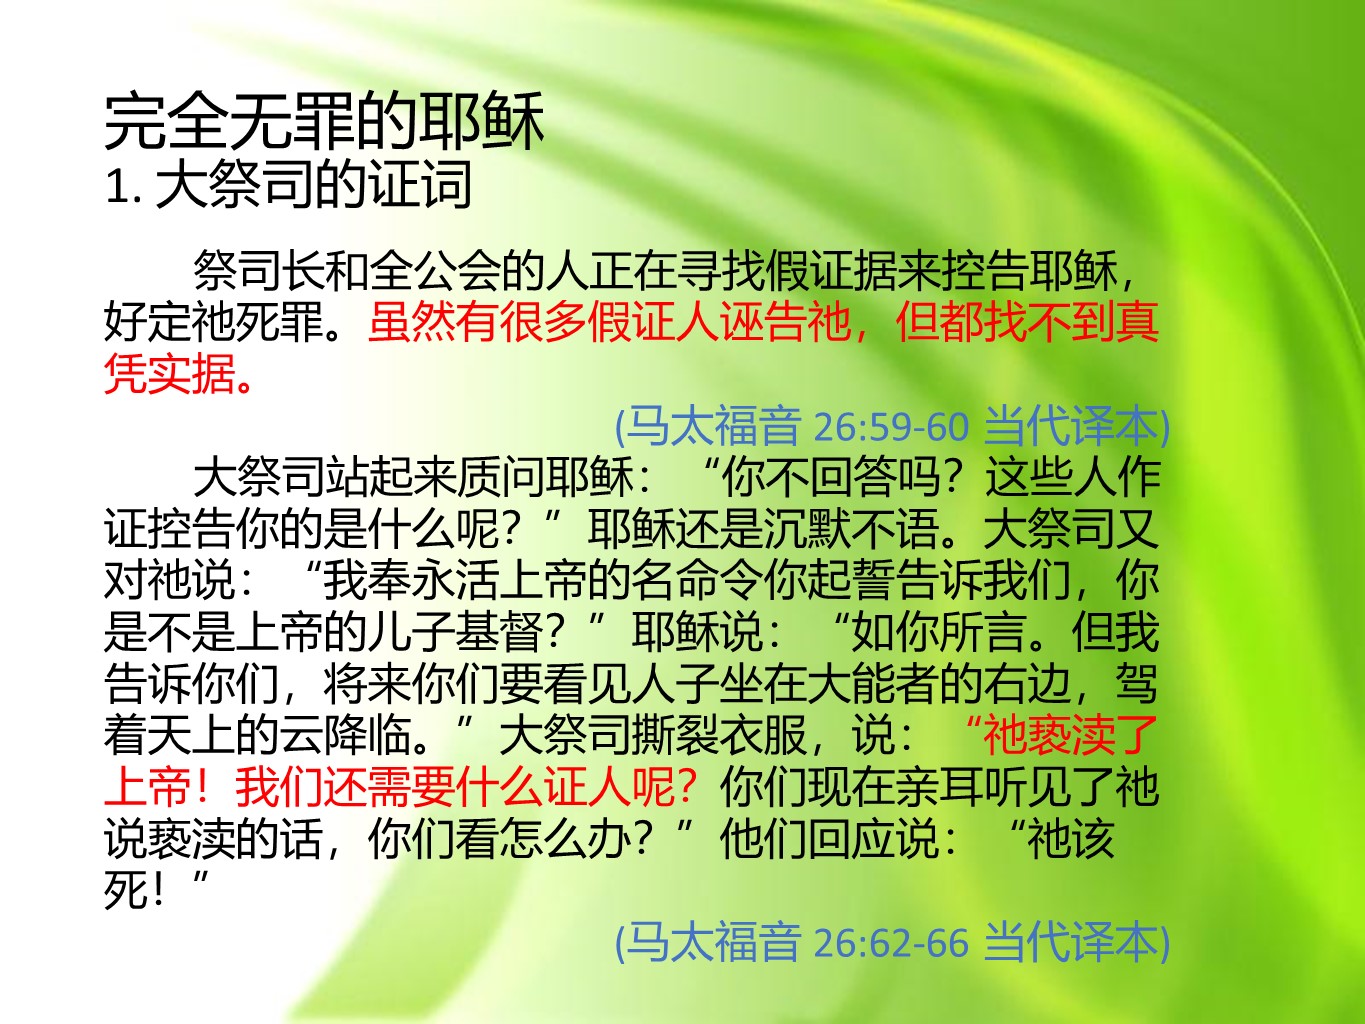 完全无罪的耶稣
1. 大祭司的证词
祭司长和全公会的人正在寻找假证据来控告耶稣，
好定祂死罪。虽然有很多假证人诬告祂，但都找不到真
凭实据。
(马太福音 26:59-60 当代译本)
大祭司站起来质问耶稣：“你不回答吗？这些人作
证控告你的是什么呢？”耶稣还是沉默不语。大祭司又
对祂说：“我奉永活上帝的名命令你起誓告诉我们，你
是不是上帝的儿子基督？”耶稣说：“如你所言。但我
告诉你们，将来你们要看见人子坐在大能者的右边，驾
着天上的云降临。”大祭司撕裂衣服，说：“祂亵渎了
上帝！我们还需要什么证人呢？你们现在亲耳听见了祂
说亵渎的话，你们看怎么办？”他们回应说：“祂该
死！”
(马太福音 26:62-66 当代译本)